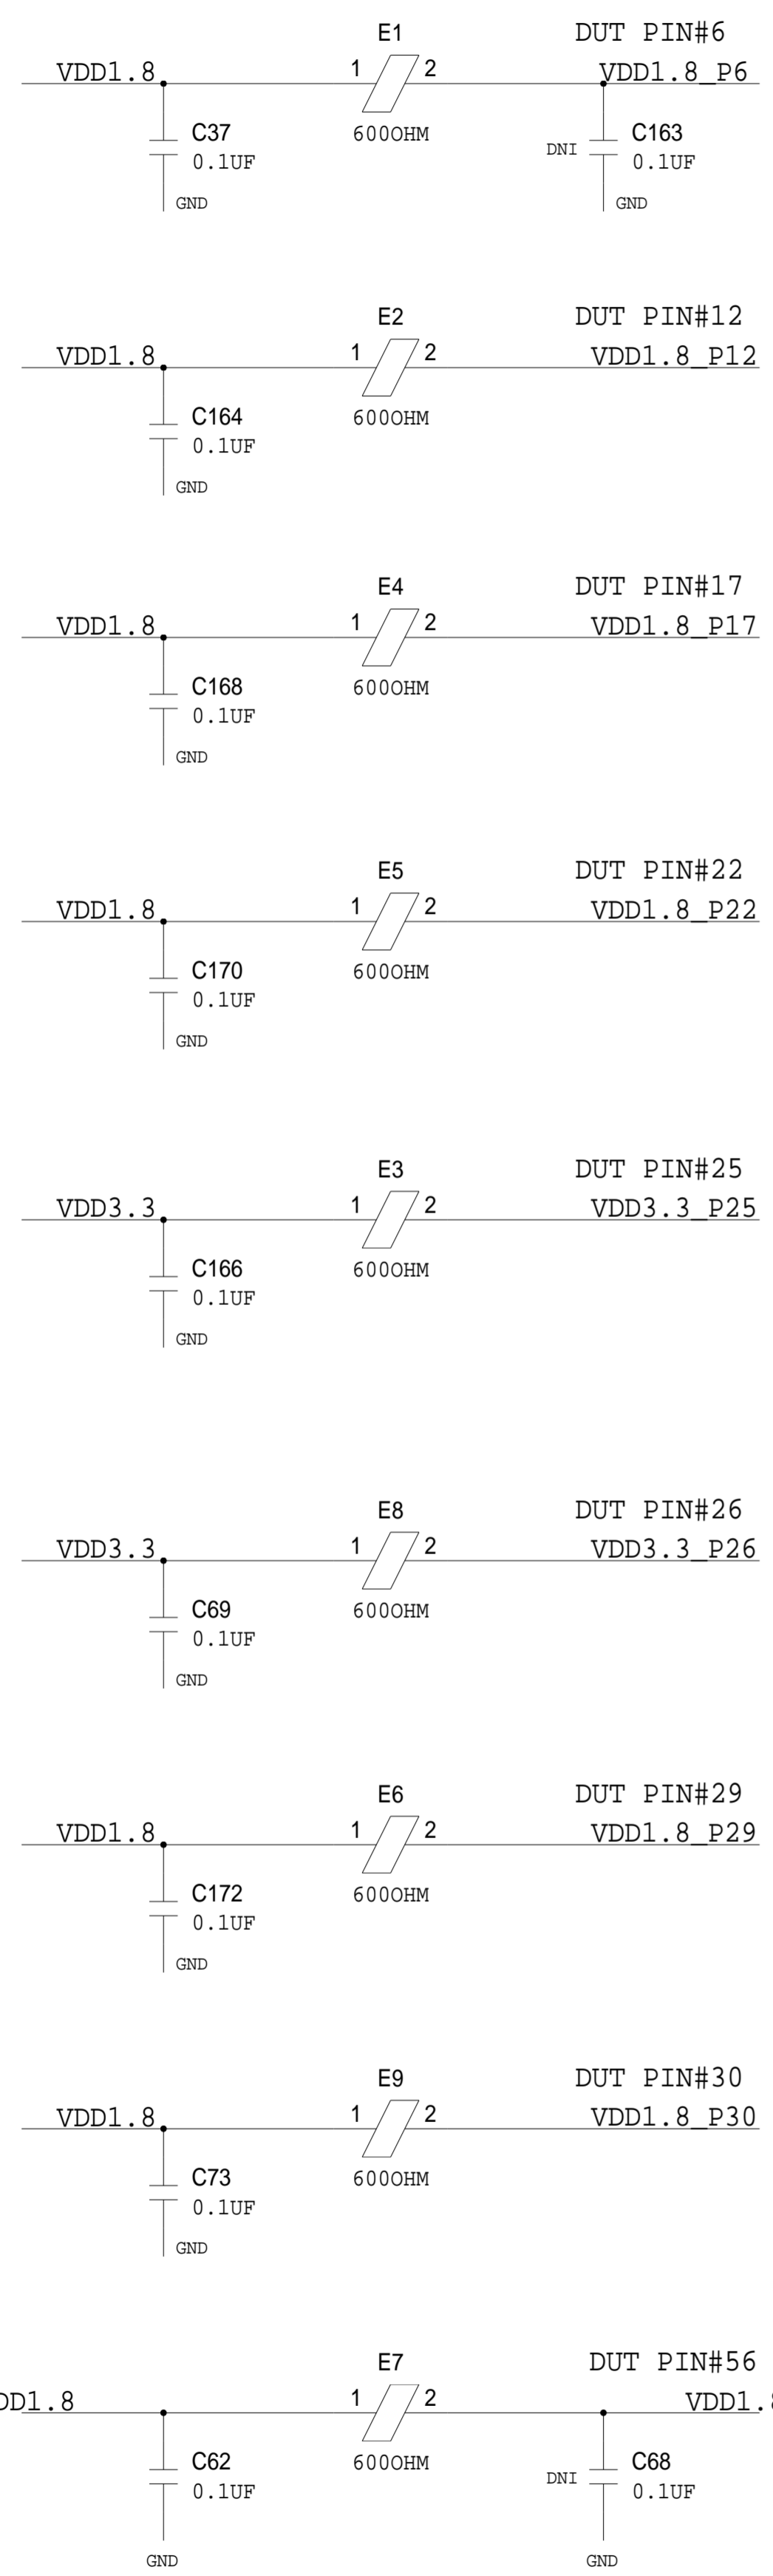 E1 DUT PIN#6
VDD1.8 1 2 VDD1.8_P6
C37 600OHM DNI C163
0.1UF 0.1UF
GND GND
E2 DUT PIN#12
VDD1.8 1 2 VDD1.8_P12
C164 600OHM
0.1UF
GND
E4 DUT PIN#17
VDD1.8 1 2 VDD1.8_P17
C168 600OHM
0.1UF
GND
E5 DUT PIN#22
VDD1.8 1 2 VDD1.8_P22
C170 600OHM
0.1UF
GND
E3 DUT PIN#25
VDD3.3 1 2 VDD3.3_P25
C166 600OHM
0.1UF
GND
E8 DUT PIN#26
VDD3.3 1 2 VDD3.3_P26
C69 600OHM
0.1UF
GND
E6 DUT PIN#29
VDD1.8 1 2 VDD1.8_P29
C172 600OHM
0.1UF
GND
E9 DUT PIN#30
VDD1.8 1 2 VDD1.8_P30
C73 600OHM
0.1UF
GND
E7 DUT PIN#56
DD1.8 1 2 VDD1.8
C62 600OHM DNI C68
0.1UF 0.1UF
GND GND